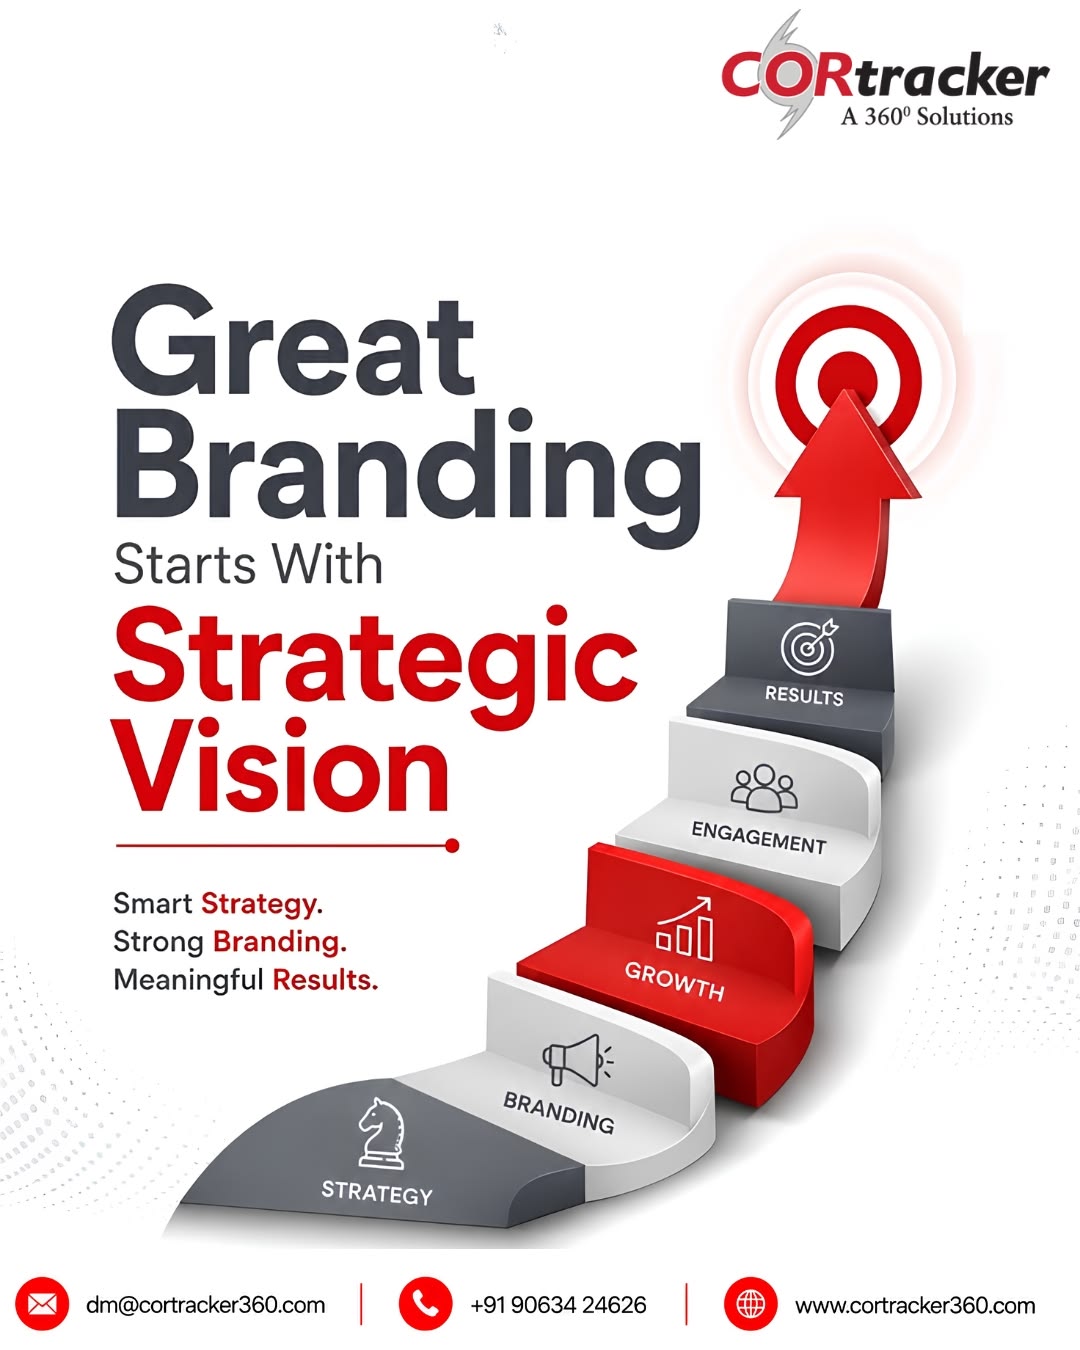 CORtracker
A 360⁰ Solutions
Great
Branding
Starts With
Strategic
Vision
Smart Strategy.
Strong Branding.
Meaningful Results.
RESULTS
ENGAGEMENT
GROWTH
BRANDING
STRATEGY
dm@cortracker360.com
+91 90634 24626
www.cortracker360.com